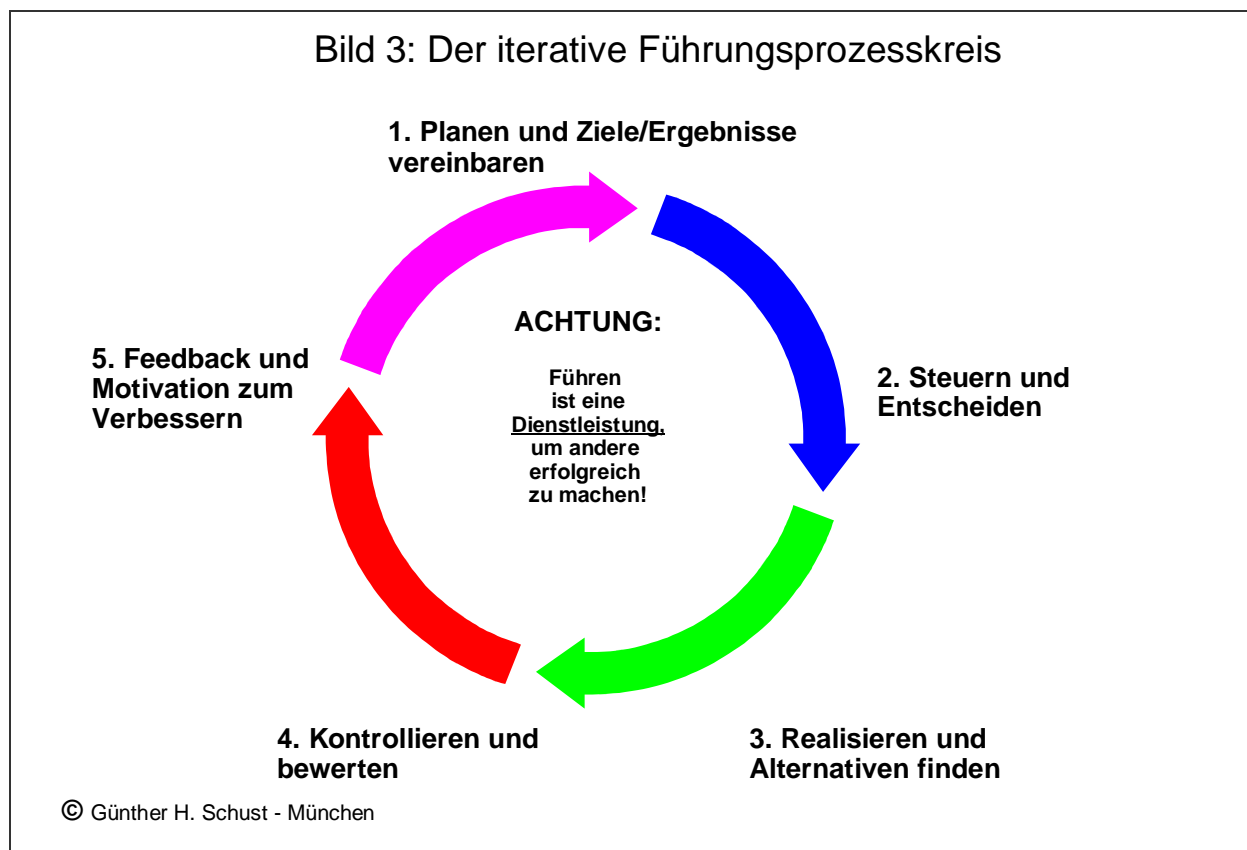 Bild 3: Der iterative Führungsprozesskreis
1. Planen und Ziele/Ergebnisse
vereinbaren
ACHTUNG:
Führen
ist eine
Dienstleistung,
um andere
erfolgreich
zu machen!
2. Steuern und
Entscheiden
3. Realisieren und
Alternativen finden
4. Kontrollieren und
bewerten
5. Feedback und
Motivation zum
Verbessern
© Günther H. Schust - München